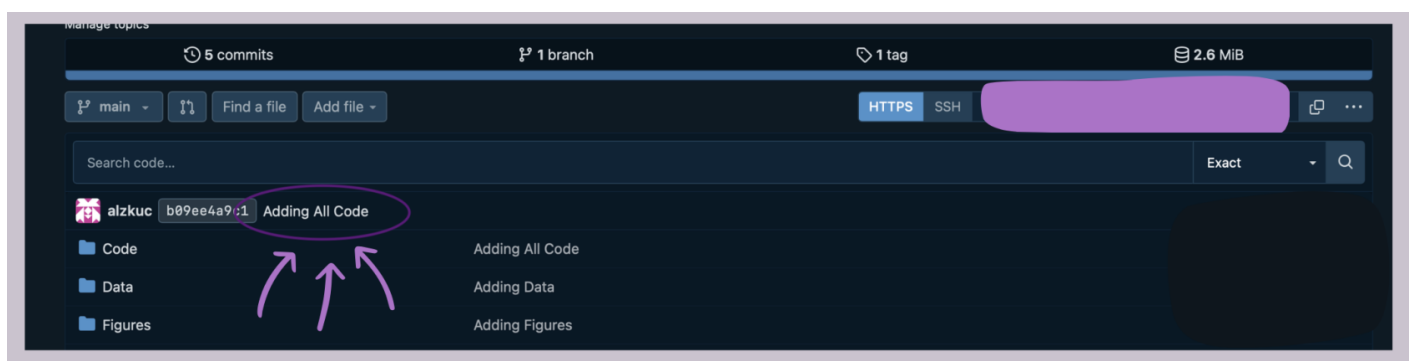 Manage topics
5 commits 1 branch 1 tag 2.6 MiB
main Find a file Add file HTTPS SSH
Search code... Exact
alzkuc b09ee4a9c1 Adding All Code
Code Adding All Code
Data Adding Data
Figures Adding Figures